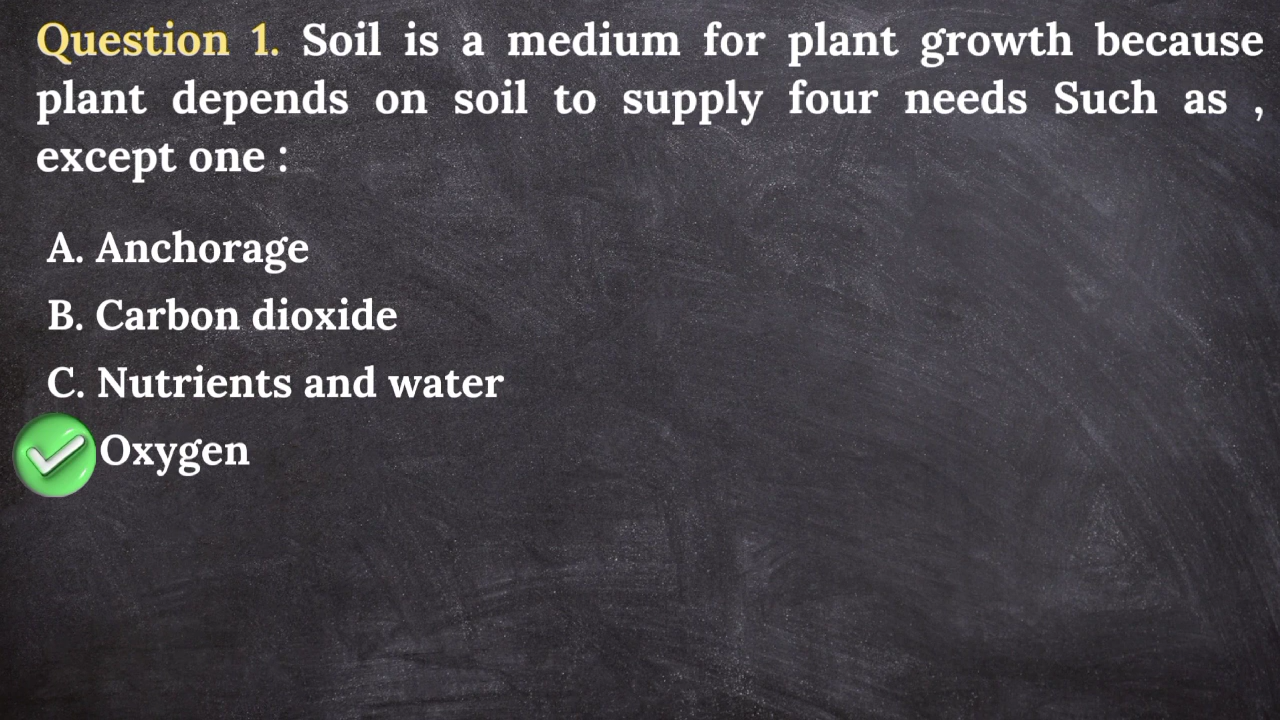 Question 1. Soil is a medium for plant growth because
plant depends on soil to supply four needs Such as ,
except one :
A. Anchorage
B. Carbon dioxide
C. Nutrients and water
Oxygen